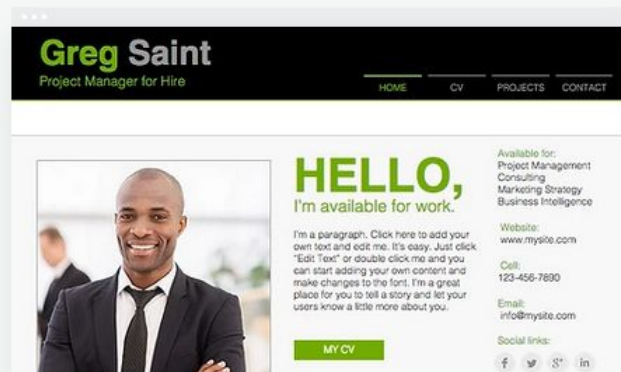 Greg Saint
Project Manager for Hire
HOME CV PROJECTS CONTACT
HELLO,
I'm available for work.
I'm a paragraph. Click here to add your
own text and edit me. It's easy. Just click
"Edit Text" or double click me and you
can start adding your own content and
make changes to the font. I'm a great
place for you to tell a story and let your
users know a little more about you.
MY CV
Available for:
Project Management
Consulting
Marketing Strategy
Business Intelligence
Website:
www.mysite.com
Cell:
123-456-7890
Email:
info@mysite.com
Social links: